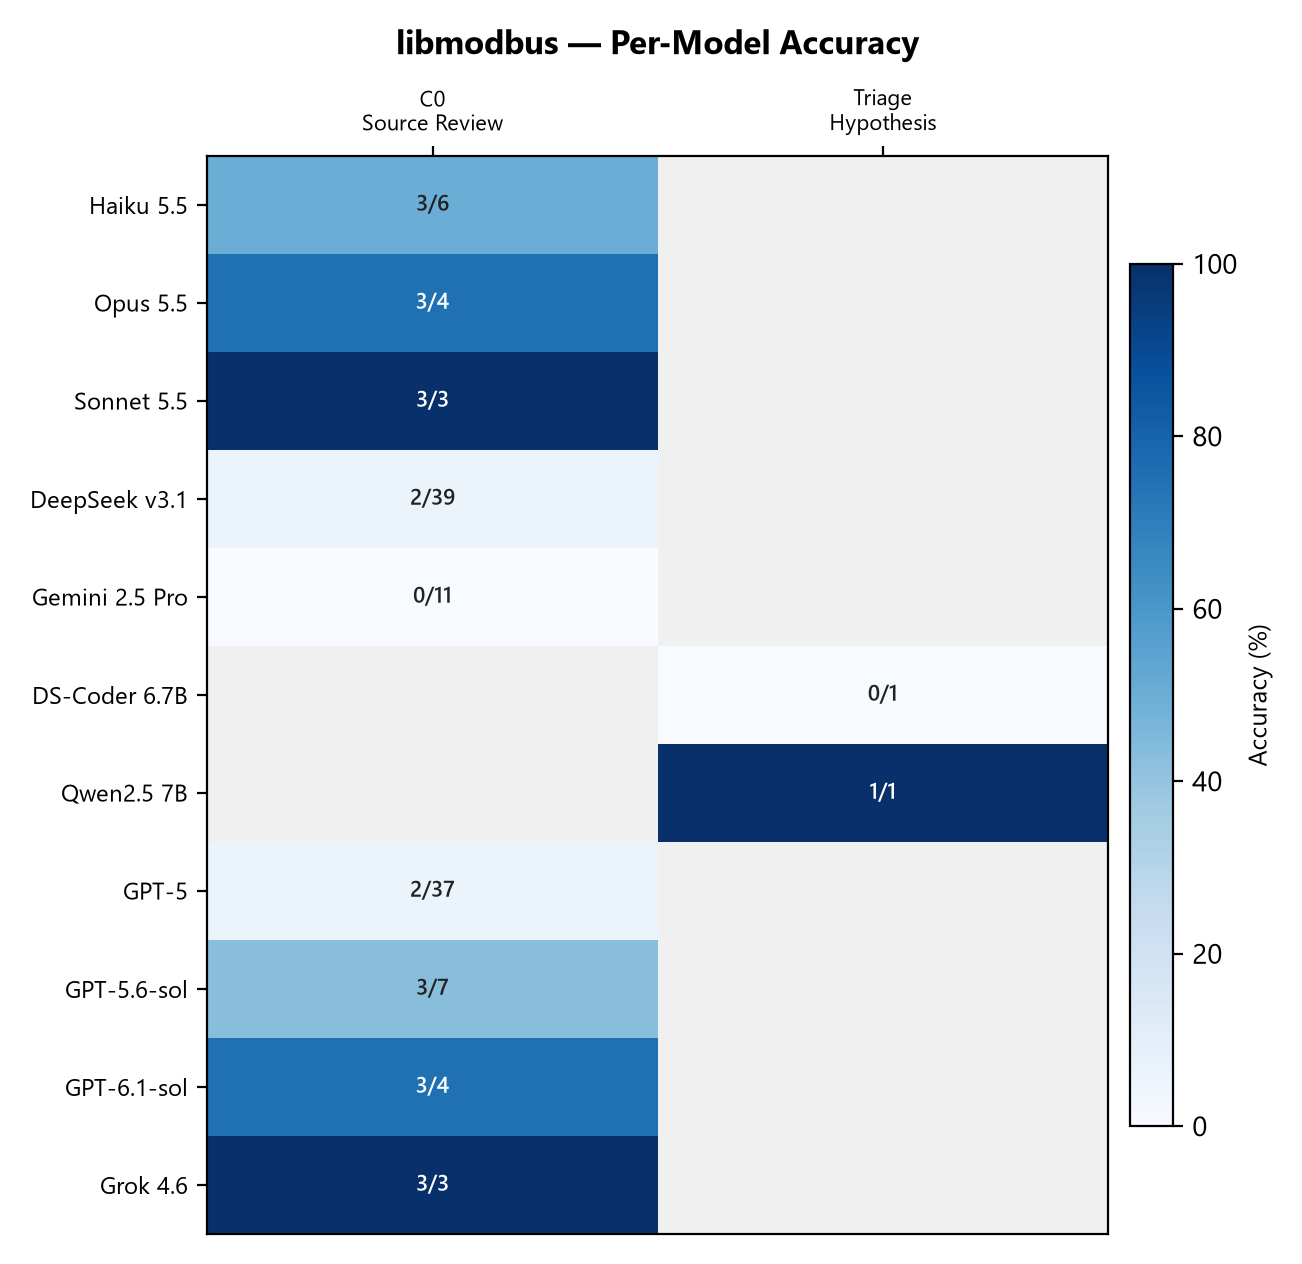 libmodbus — Per-Model Accuracy
C0
Source Review
Triage
Hypothesis
Haiku 5.5
3/6
Opus 5.5
3/4
Sonnet 5.5
3/3
DeepSeek v3.1
2/39
Gemini 2.5 Pro
0/11
DS-Coder 6.7B
0/1
Qwen2.5 7B
1/1
GPT-5
2/37
GPT-5.6-sol
3/7
GPT-6.1-sol
3/4
Grok 4.6
3/3
100
80
60
40
20
0
Accuracy (%)